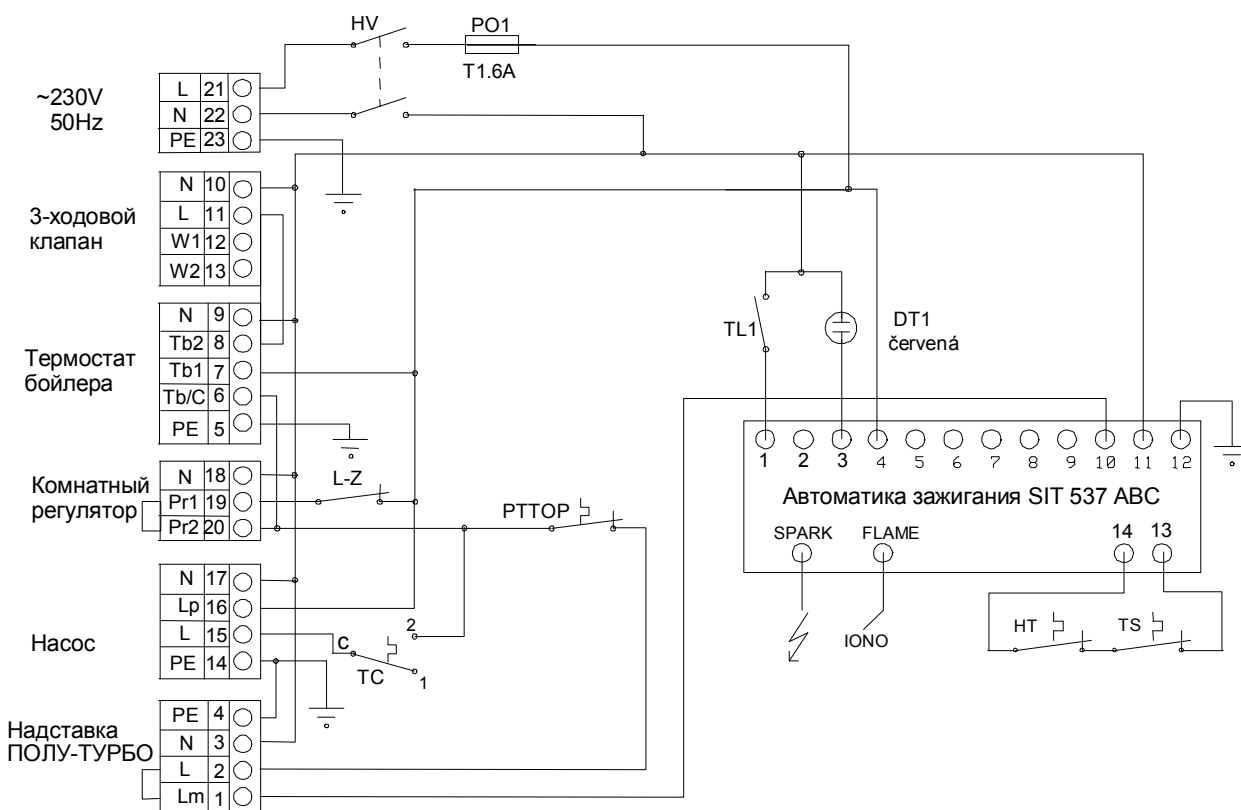 HV
PO1
T1.6A
~230V
50Hz
L 21
N 22
PE 23
3-ходовой
клапан
N 10
L 11
W1 12
W2 13
Термостат
бойлера
N 9
Tb2 8
Tb1 7
Tb/C 6
PE 5
TL1
DT1
červená
Комнатный
регулятор
N 18
Pr1 19
Pr2 20
L-Z
PTTOP
1 2 3 4 5 6 7 8 9 10 11 12
Автоматика зажигания SIT 537 ABC
SPARK FLAME 14 13
IONO
HT TS
Насос
N 17
Lp 16
L 15
PE 14
C 2
TC 1
Надставка
ПОЛУ-ТУРБО
PE 4
N 3
L 2
Lm 1